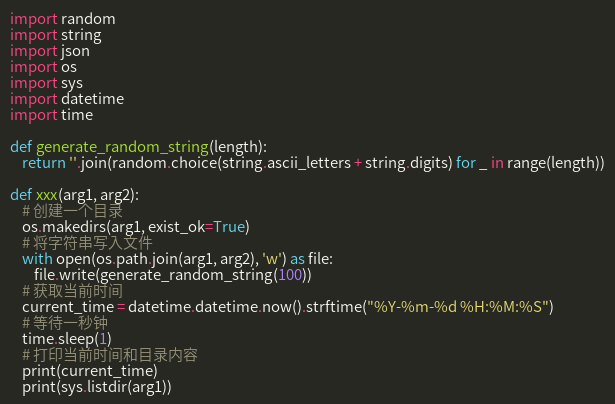 import random
import string
import json
import os
import sys
import datetime
import time

def generate_random_string(length):
    return ''.join(random.choice(string.ascii_letters + string.digits) for _ in range(length))

def xxx(arg1, arg2):
    # 创建一个目录
    os.makedirs(arg1, exist_ok=True)
    # 将字符串写入文件
    with open(os.path.join(arg1, arg2), 'w') as file:
        file.write(generate_random_string(100))
    # 获取当前时间
    current_time = datetime.datetime.now().strftime("%Y-%m-%d %H:%M:%S")
    # 等待一秒钟
    time.sleep(1)
    # 打印当前时间和目录内容
    print(current_time)
    print(sys.listdir(arg1))